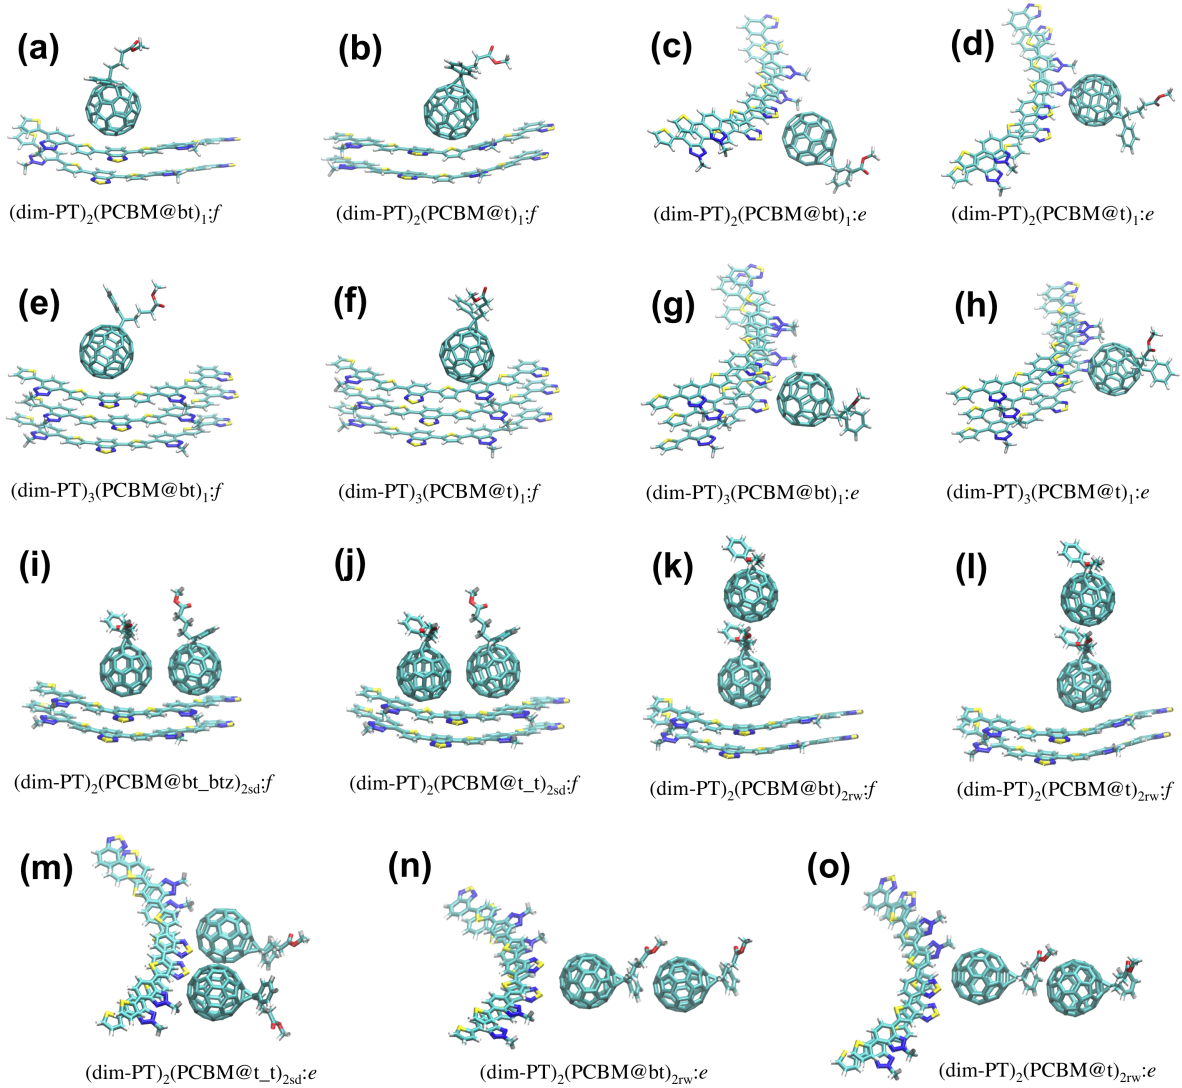 (a) (b) (c) (d)
(dim-PT)₂(PCBM@bt)₁:f (dim-PT)₂(PCBM@t)₁:f (dim-PT)₂(PCBM@bt)₁:e (dim-PT)₂(PCBM@t)₁:e
(e) (f) (g) (h)
(dim-PT)₃(PCBM@bt)₁:f (dim-PT)₃(PCBM@t)₁:f (dim-PT)₃(PCBM@bt)₁:e (dim-PT)₃(PCBM@t)₁:e
(i) (j) (k) (l)
(dim-PT)₂(PCBM@bt_btz)₂sd:f (dim-PT)₂(PCBM@t_t)₂sd:f (dim-PT)₂(PCBM@bt)₂rw:f (dim-PT)₂(PCBM@t)₂rw:f
(m) (n) (o)
(dim-PT)₂(PCBM@t_t)₂sd:e (dim-PT)₂(PCBM@bt)₂rw:e (dim-PT)₂(PCBM@t)₂rw:e